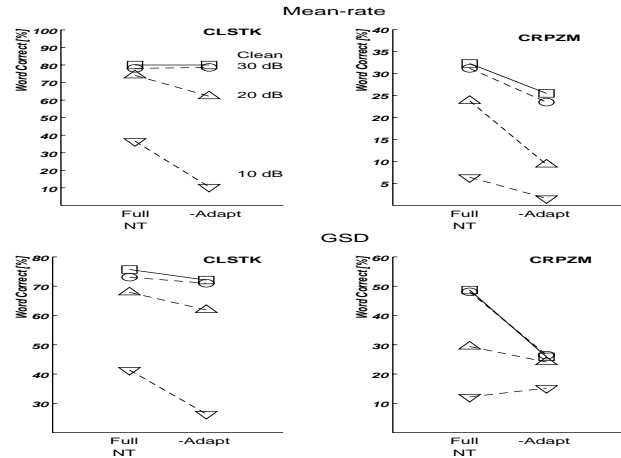 Mean-rate
CLSTK
Word Correct [%]
100
90
80
70
60
50
40
30
20
10
Clean
30 dB
20 dB
10 dB
Full
NT
-Adapt
CRPZM
Word Correct [%]
40
35
30
25
20
15
10
5
Full
NT
-Adapt
GSD
CLSTK
Word Correct [%]
80
70
60
50
40
30
Full
NT
-Adapt
CRPZM
Word Correct [%]
60
50
40
30
20
10
Full
NT
-Adapt